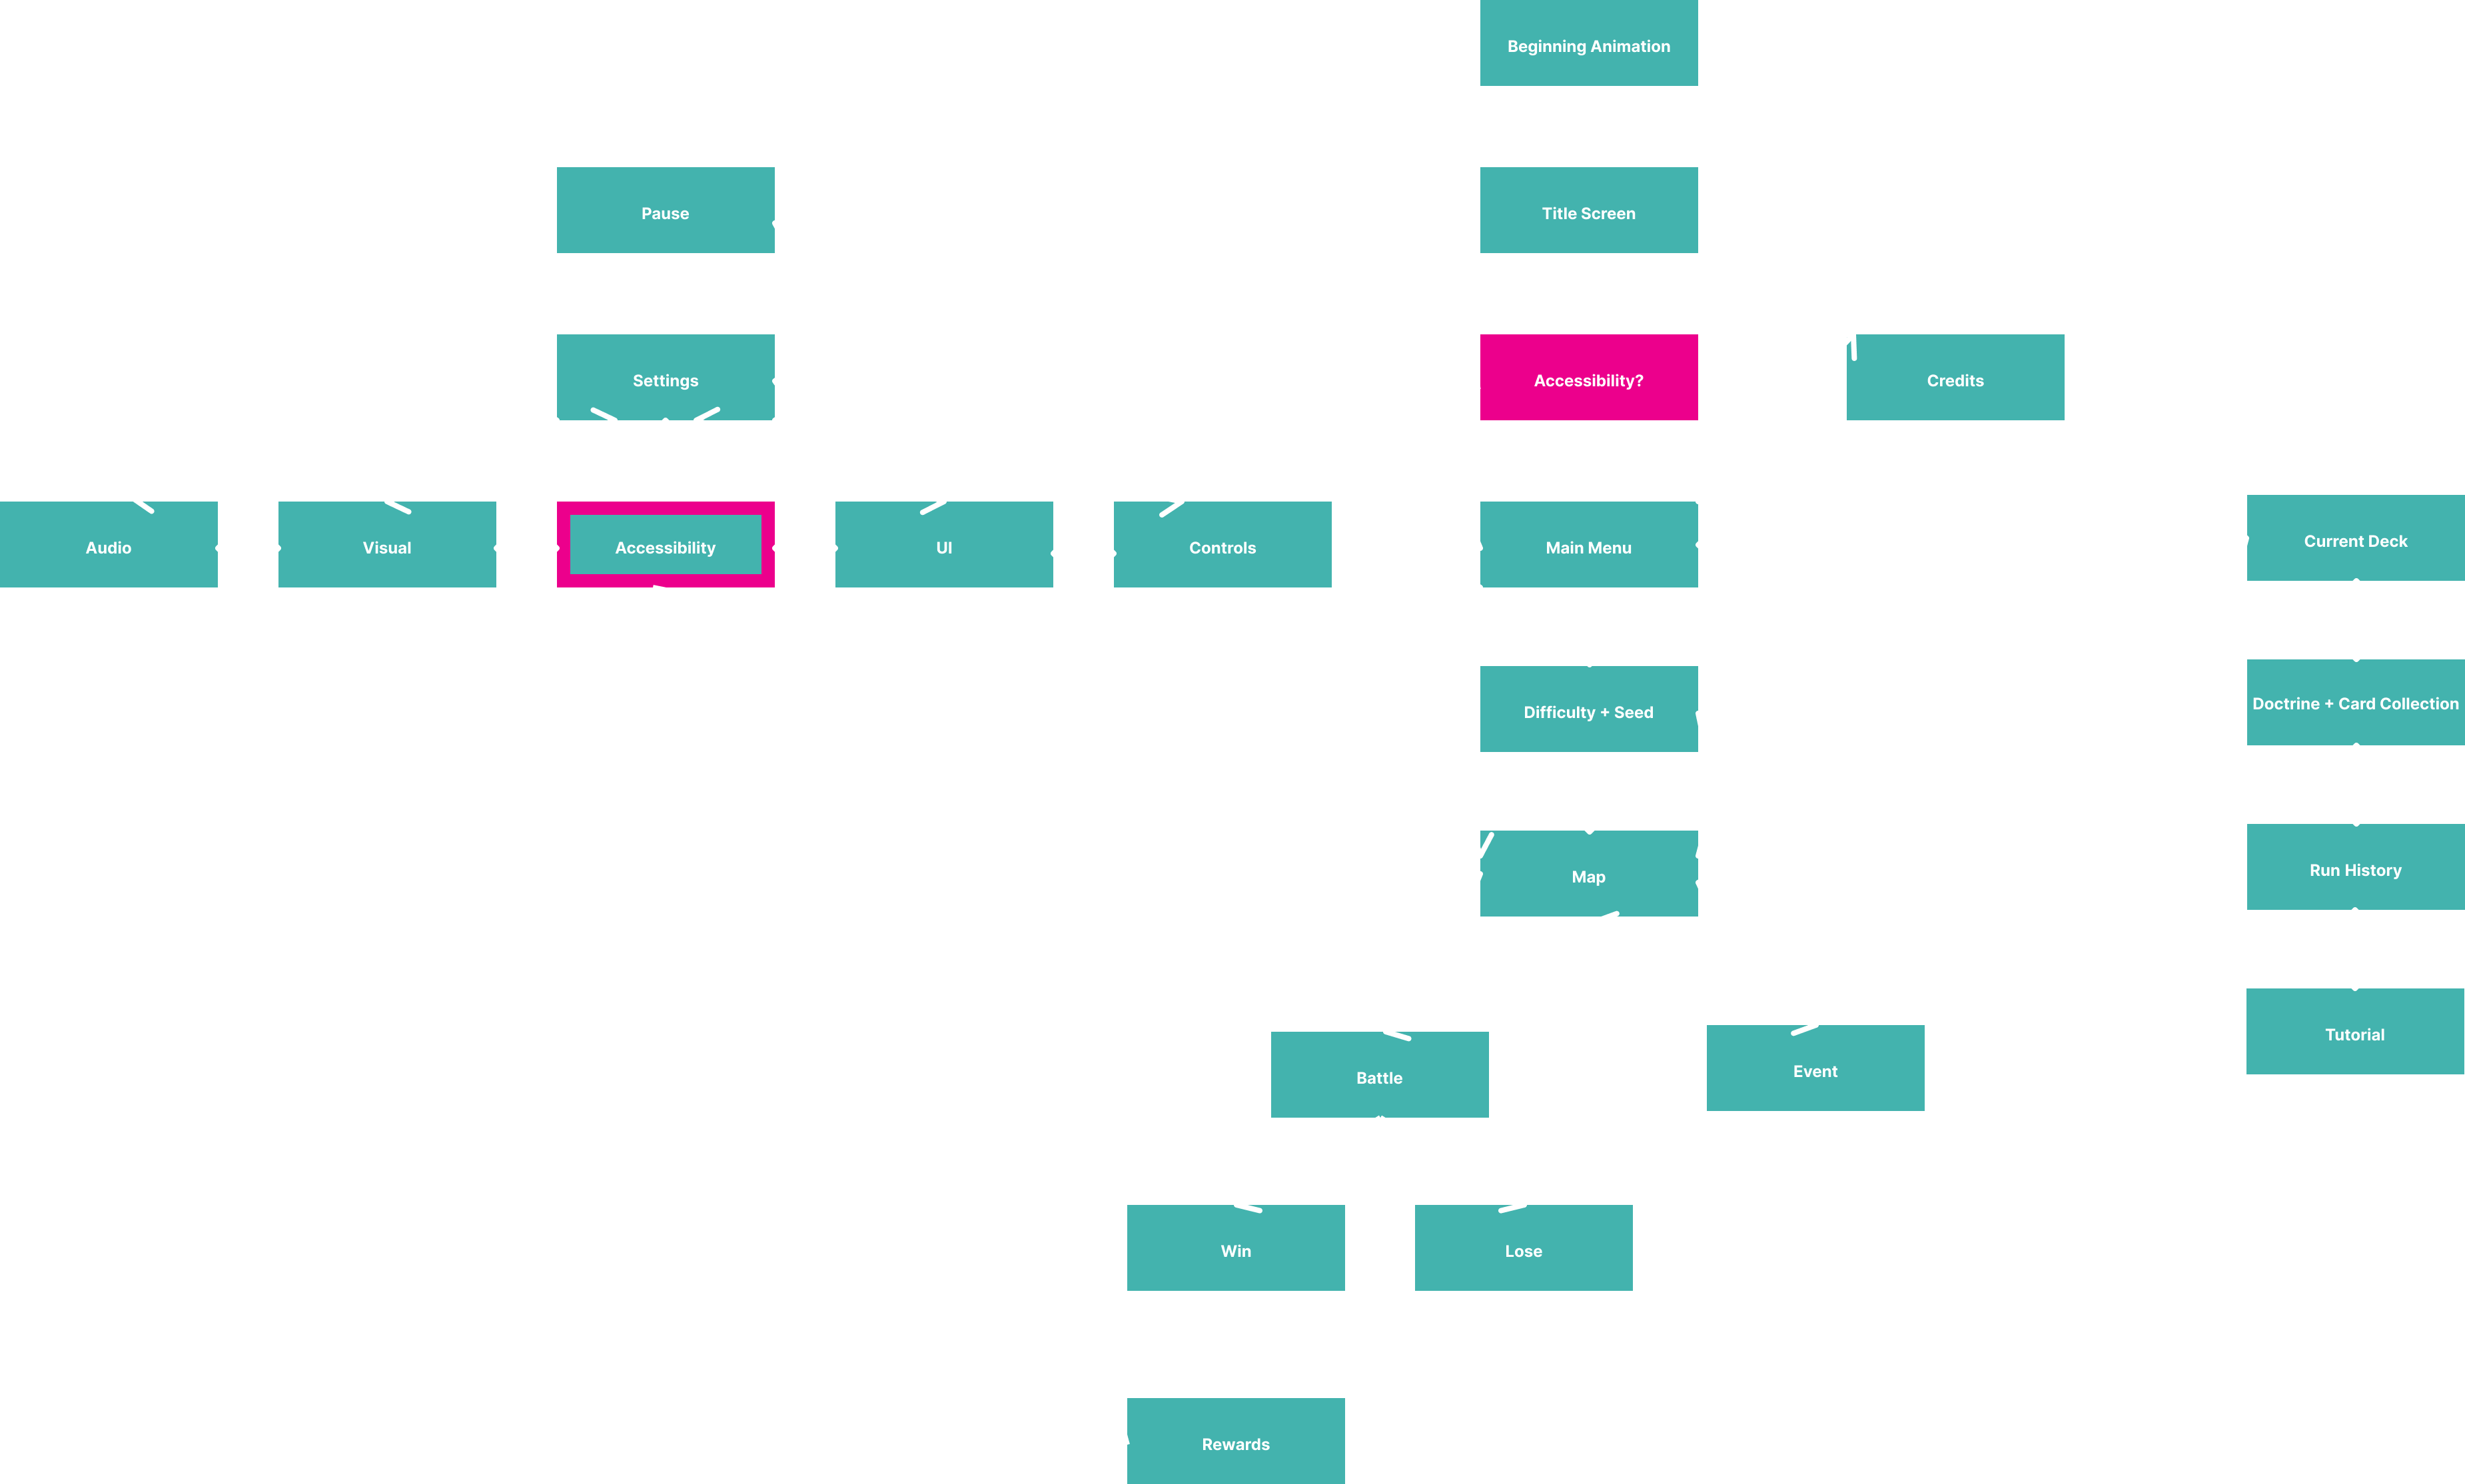 Beginning Animation
Pause
Title Screen
Settings
Accessibility?
Credits
Audio
Visual
Accessibility
UI
Controls
Main Menu
Current Deck
Difficulty + Seed
Doctrine + Card Collection
Map
Run History
Battle
Event
Tutorial
Win
Lose
Rewards